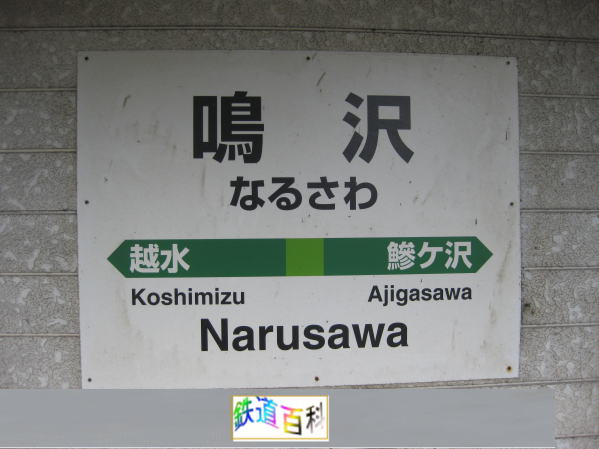 鳴沢
なるさわ
越水 鰺ケ沢
Koshimizu Ajigasawa
Narusawa
鉄道百科